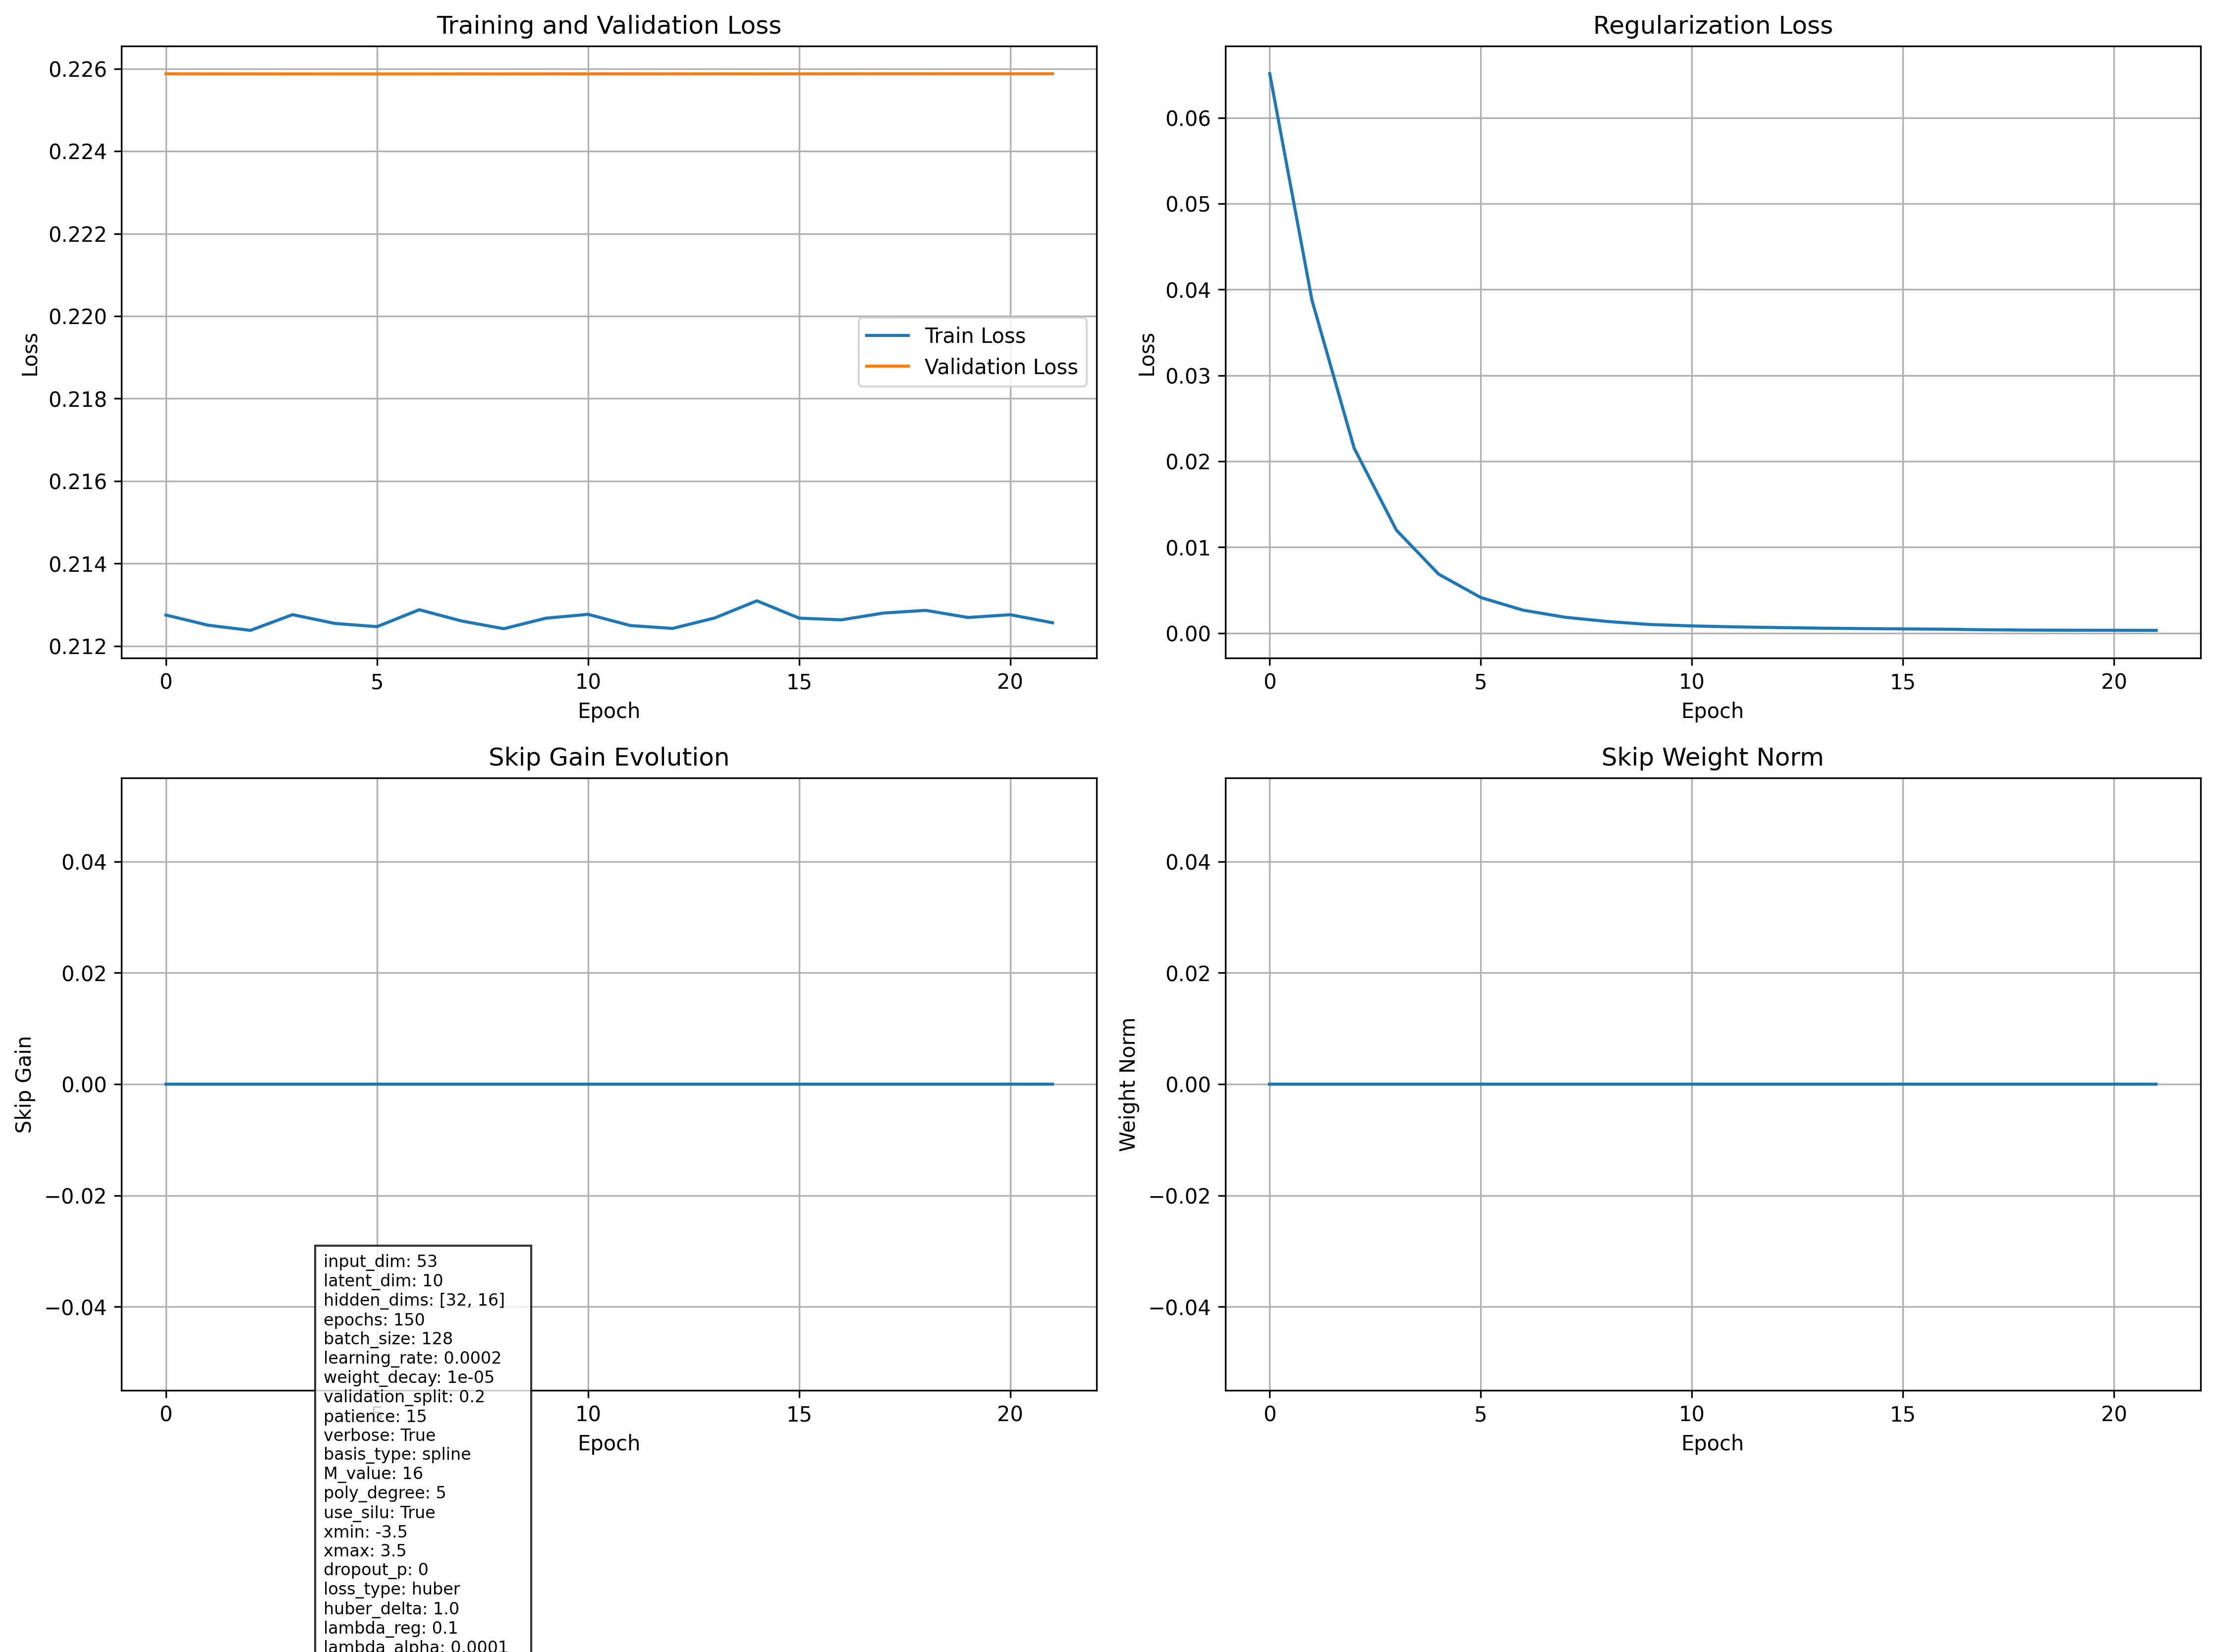 Training and Validation Loss
0.226
0.224
0.222
0.220
0.218
0.216
0.214
0.212
Loss
Train Loss
Validation Loss
0 5 10 15 20
Epoch
Regularization Loss
0.06
0.05
0.04
0.03
0.02
0.01
0.00
Loss
0 5 10 15 20
Epoch
Skip Gain Evolution
0.04
0.02
0.00
−0.02
−0.04
Skip Gain
0 5 10 15 20
Epoch
input_dim: 53
latent_dim: 10
hidden_dims: [32, 16]
epochs: 150
batch_size: 128
learning_rate: 0.0002
weight_decay: 1e-05
validation_split: 0.2
patience: 15
verbose: True
basis_type: spline
M_value: 16
poly_degree: 5
use_silu: True
xmin: -3.5
xmax: 3.5
dropout_p: 0
loss_type: huber
huber_delta: 1.0
lambda_reg: 0.1
lambda_alpha: 0.0001
Skip Weight Norm
0.04
0.02
0.00
−0.02
−0.04
Weight Norm
0 5 10 15 20
Epoch